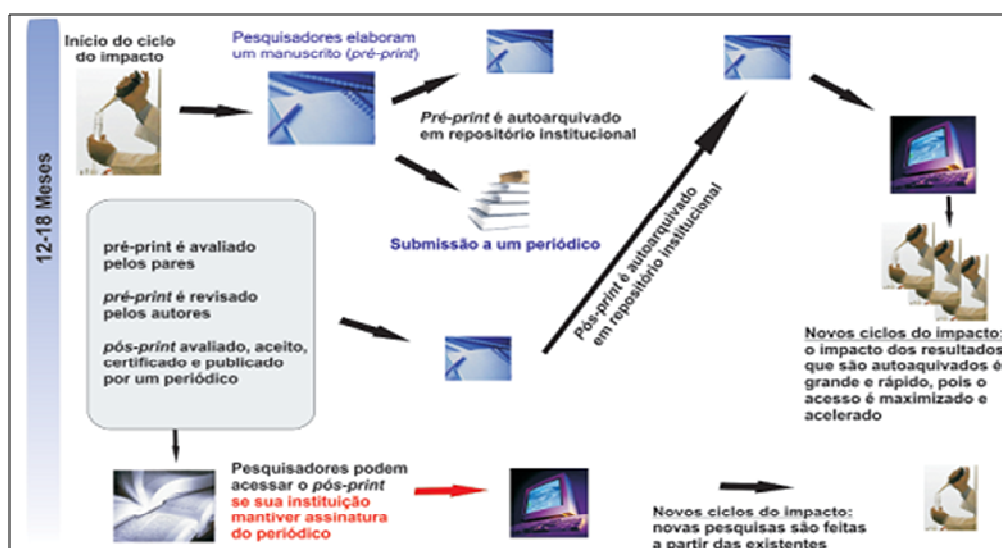 12-18 Meses
Início do ciclo
do impacto
Pesquisadores elaboram
um manuscrito (pré-print)
Pré-print é autoarquivado
em repositório institucional
Submissão a um periódico
pré-print é avaliado
pelos pares
pré-print é revisado
pelos autores
pós-print avaliado, aceito,
certificado e publicado
por um periódico
Pós-print é autoarquivado
em repositório institucional
Novos ciclos do impacto:
o impacto dos resultados
que são autoaquivados é
grande e rápido, pois o
acesso é maximizado e
acelerado
Pesquisadores podem
acessar o pós-print
se sua instituição
mantiver assinatura
do periódico
Novos ciclos do impacto:
novas pesquisas são feitas
a partir das existentes